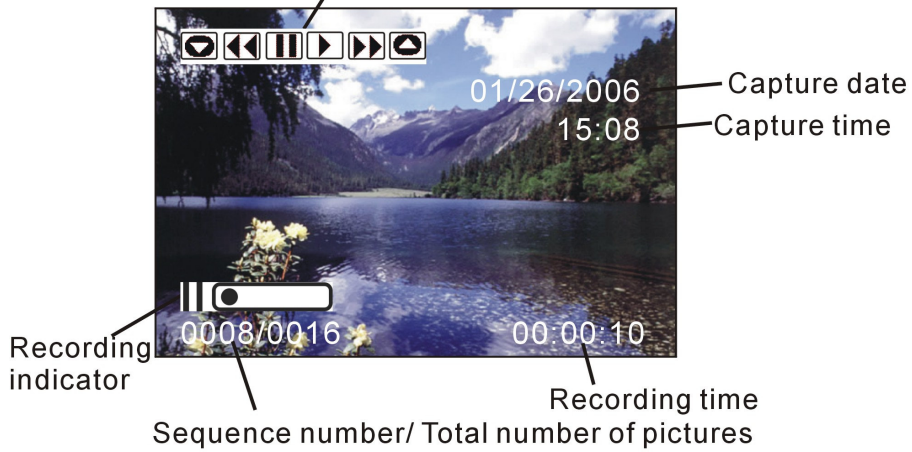 01/26/2006
Capture date
15:08
Capture time
0008/0016
00:00:10
Recording
indicator
Recording time
Sequence number/ Total number of pictures